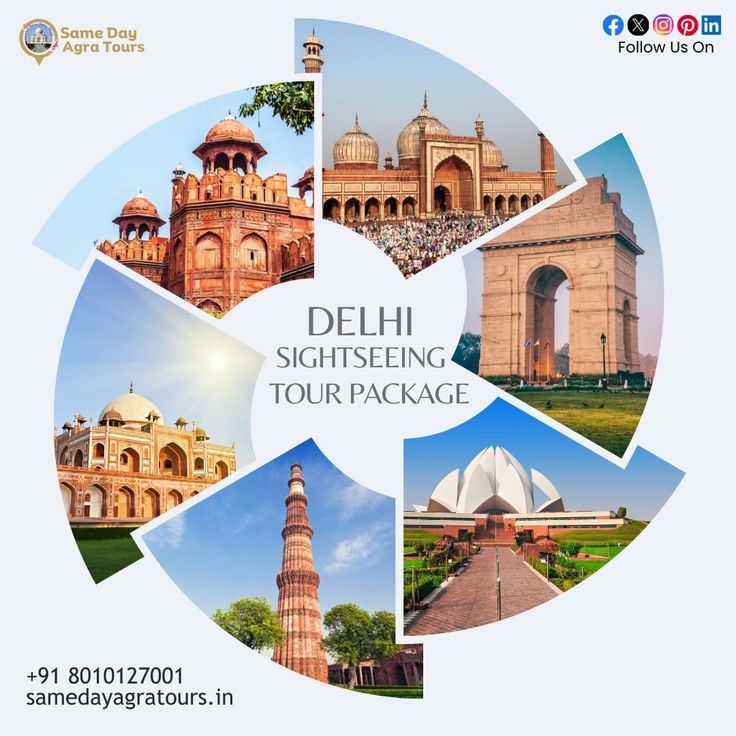 Same Day
Agra Tours
Follow Us On
DELHI
SIGHTSEEING
TOUR PACKAGE
+91 8010127001
samedayagratours.in